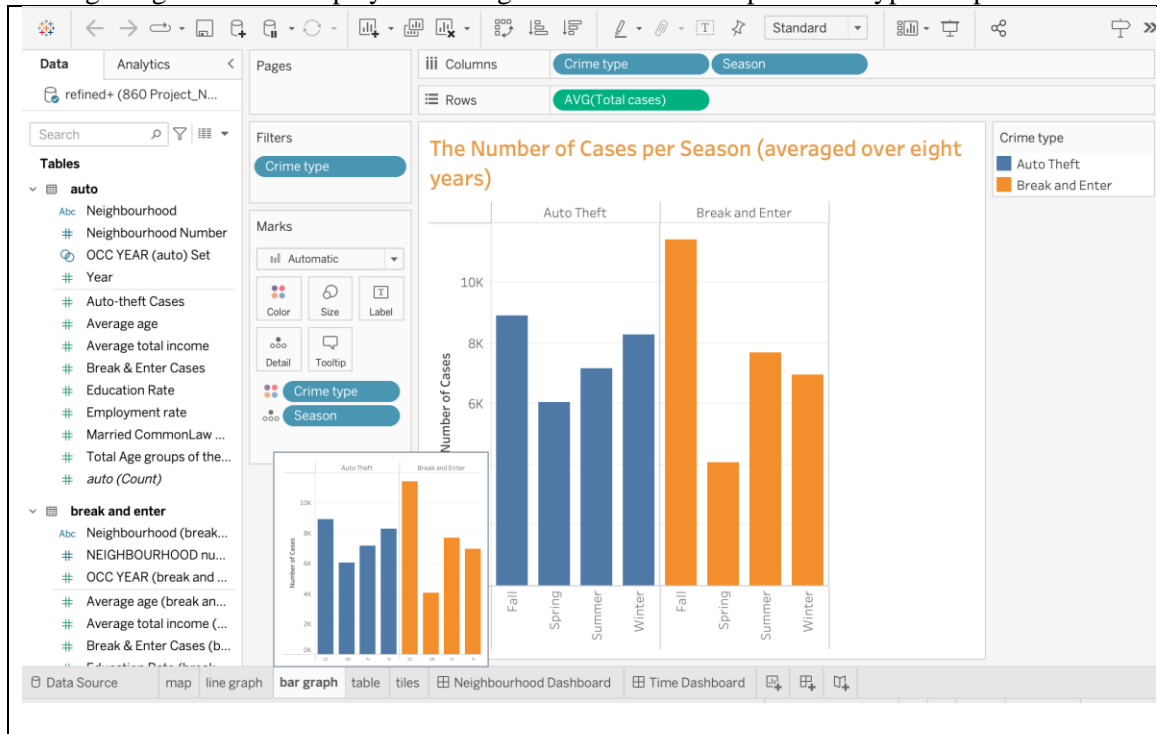 Standard
Data
Analytics
Pages
iii Columns
Crime type
Season
refined+ (860 Project_N...
Rows
AVG(Total cases)
Search
Tables
auto
Abc Neighbourhood
# Neighbourhood Number
OCC YEAR (auto) Set
# Year
# Auto-theft Cases
# Average age
# Average total income
# Break & Enter Cases
# Education Rate
# Employment rate
# Married CommonLaw ...
# Total Age groups of the...
# auto (Count)
break and enter
Abc Neighbourhood (break...
# NEIGHBOURHOOD nu...
# OCC YEAR (break and ...
# Average age (break an...
# Average total income (...
# Break & Enter Cases (b...
Filters
Crime type
Marks
Automatic
Color
Size
Label
Detail
Tooltip
Crime type
Season
The Number of Cases per Season (averaged over eight
years)
Auto Theft
Break and Enter
10K
8K
6K
Number of Cases
Fall
Spring
Summer
Winter
Fall
Spring
Summer
Winter
Auto Theft
Break and Enter
10K
8K
6K
4K
2K
0K
Number of Cases
Crime type
Auto Theft
Break and Enter
Data Source
map
line graph
bar graph
table
tiles
Neighbourhood Dashboard
Time Dashboard